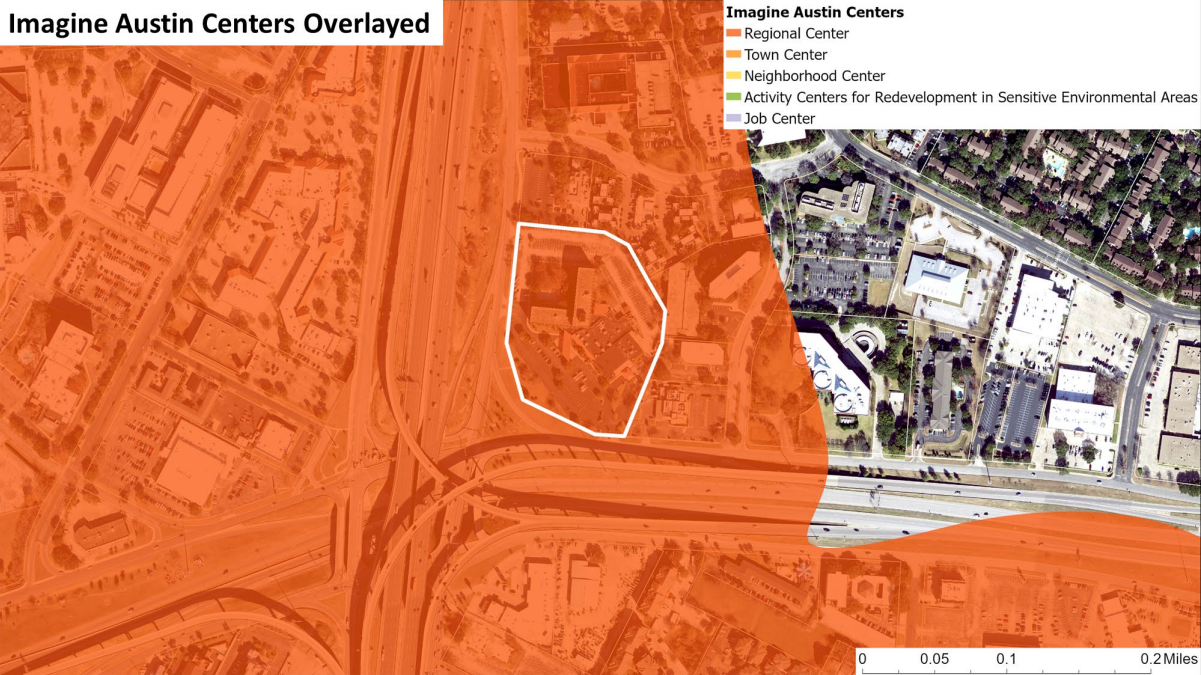 Imagine Austin Centers Overlayed
Imagine Austin Centers
Regional Center
Town Center
Neighborhood Center
Activity Centers for Redevelopment in Sensitive Environmental Areas
Job Center
0 0.05 0.1 0.2 Miles